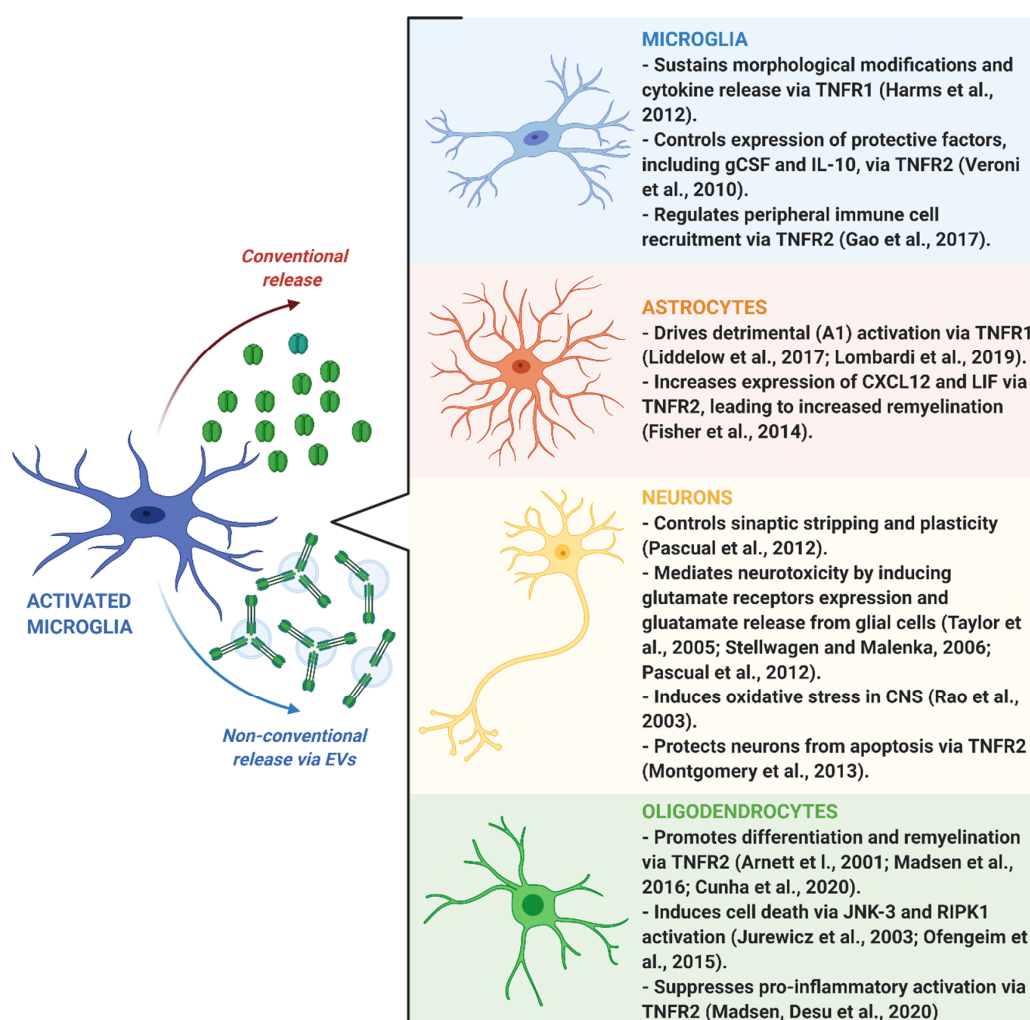 Conventional
release
ACTIVATED
MICROGLIA
Non-conventional
release via EVs
MICROGLIA
- Sustains morphological modifications and
cytokine release via TNFR1 (Harms et al.,
2012).
- Controls expression of protective factors,
including gCSF and IL-10, via TNFR2 (Veroni
et al., 2010).
- Regulates peripheral immune cell
recruitment via TNFR2 (Gao et al., 2017).
ASTROCYTES
- Drives detrimental (A1) activation via TNFR1
(Liddelow et al., 2017; Lombardi et al., 2019).
- Increases expression of CXCL12 and LIF via
TNFR2, leading to increased remyelination
(Fisher et al., 2014).
NEURONS
- Controls sinaptic stripping and plasticity
(Pascual et al., 2012).
- Mediates neurotoxicity by inducing
glutamate receptors expression and
gluatamate release from glial cells (Taylor et
al., 2005; Stellwagen and Malenka, 2006;
Pascual et al., 2012).
- Induces oxidative stress in CNS (Rao et al.,
2003).
- Protects neurons from apoptosis via TNFR2
(Montgomery et al., 2013).
OLIGODENDROCYTES
- Promotes differentiation and remyelination
via TNFR2 (Arnett et l., 2001; Madsen et al.,
2016; Cunha et al., 2020).
- Induces cell death via JNK-3 and RIPK1
activation (Jurewicz et al., 2003; Ofengeim et
al., 2015).
- Suppresses pro-inflammatory activation via
TNFR2 (Madsen, Desu et al., 2020)